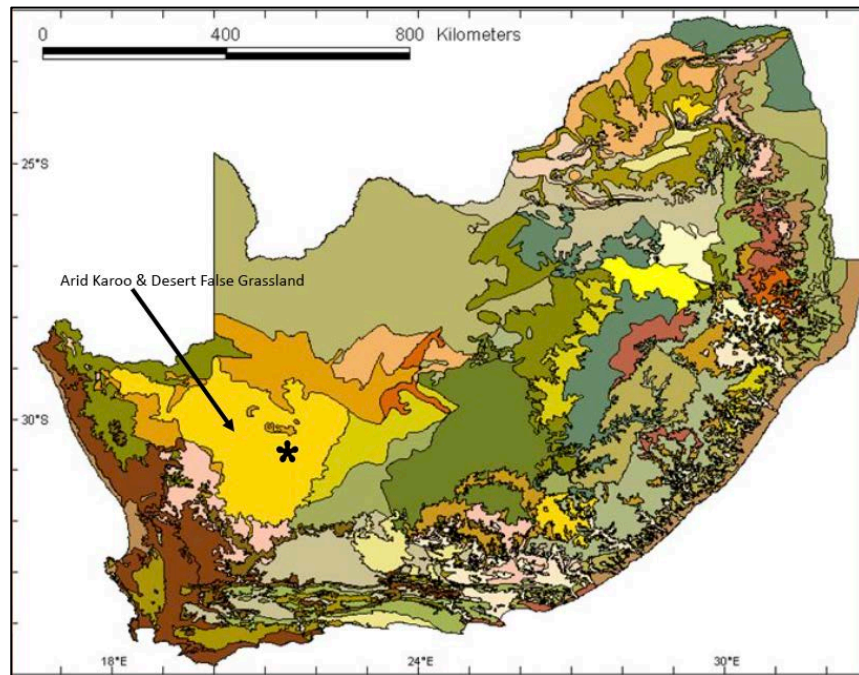 0 400 800 Kilometers
25°S
Arid Karoo & Desert False Grassland
30°S
*
18°E 24°E 30°E